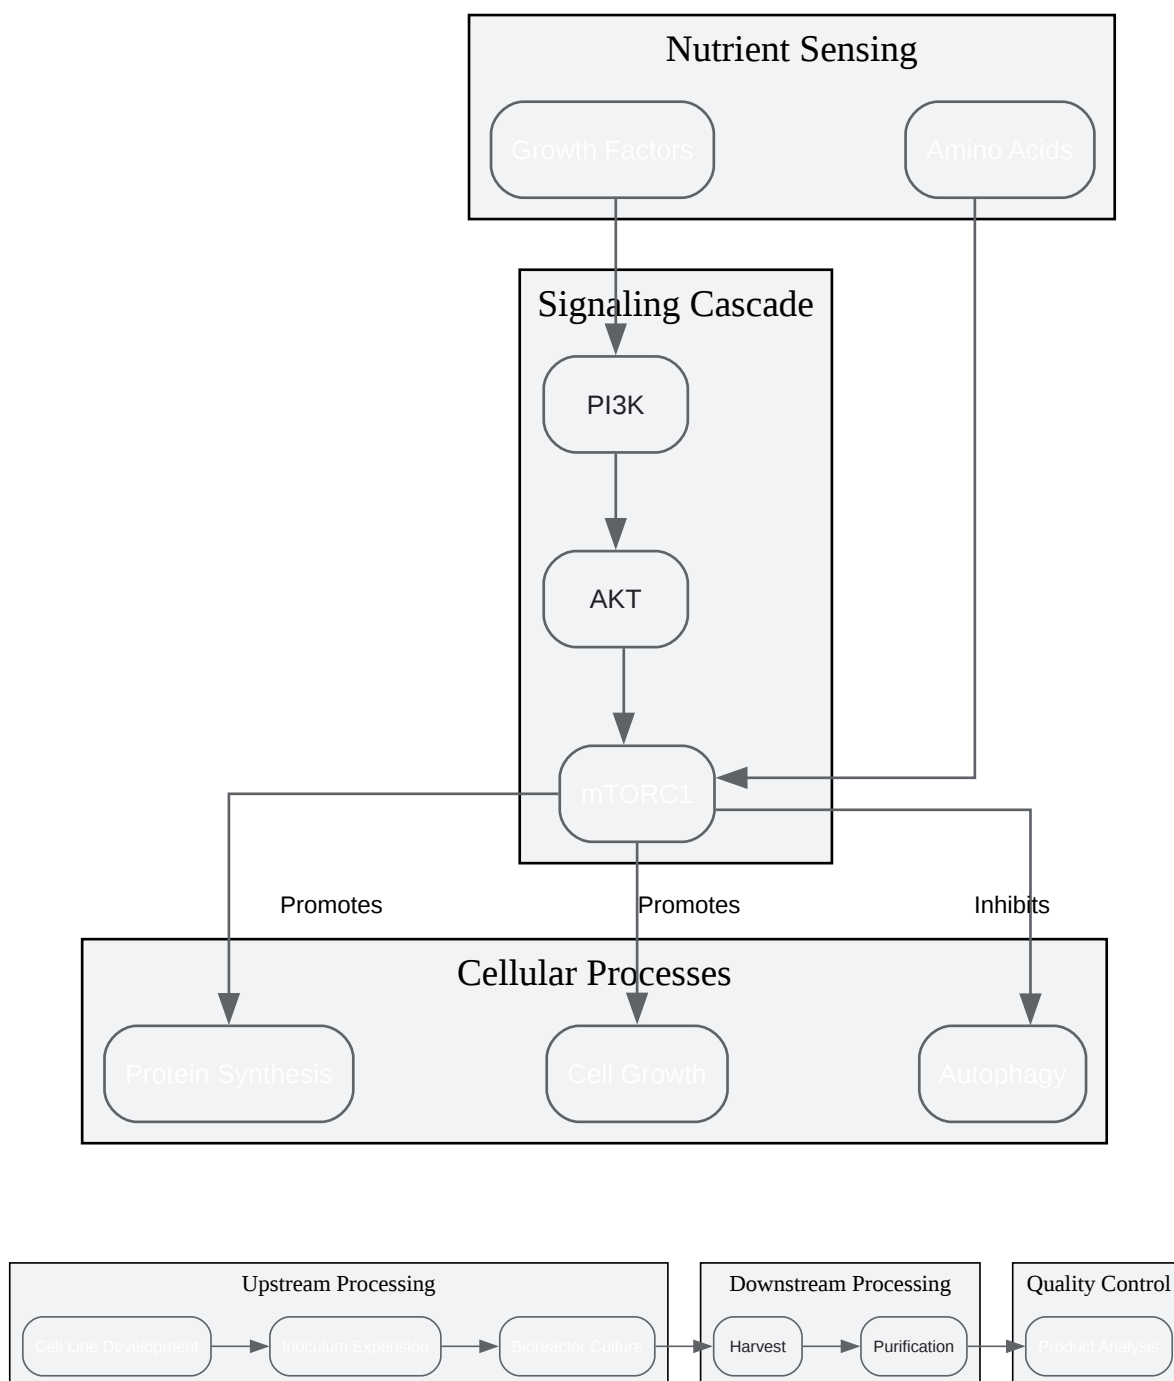 Nutrient Sensing
Growth Factors
Amino Acids
Signaling Cascade
PI3K
AKT
mTORC1
Promotes
Promotes
Inhibits
Cellular Processes
Protein Synthesis
Cell Growth
Autophagy
Upstream Processing
Downstream Processing
Quality Control
Cell Line Development
Inoculum Expansion
Bioreactor Culture
Harvest
Purification
Product Analysis